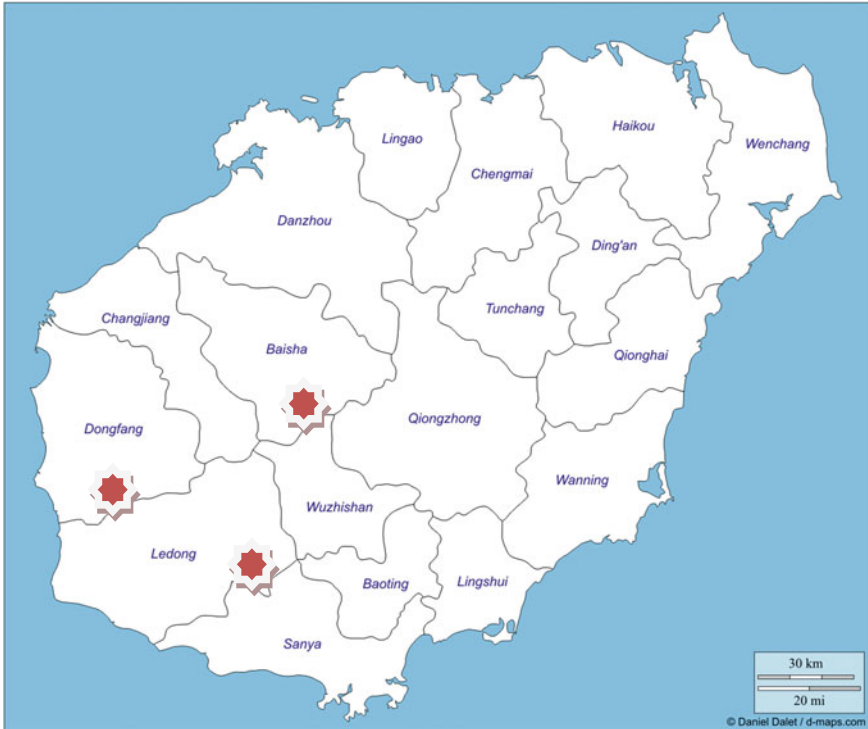 Haikou
Lingao
Wenchang
Chengmai
Danzhou
Ding'an
Tunchang
Changjiang
Baisha
Qionghai
Qiongzhong
Dongfang
Wanning
Wuzhishan
Ledong
Baoting
Lingshui
Sanya
30 km
20 mi
© Daniel Dalet / d-maps.com